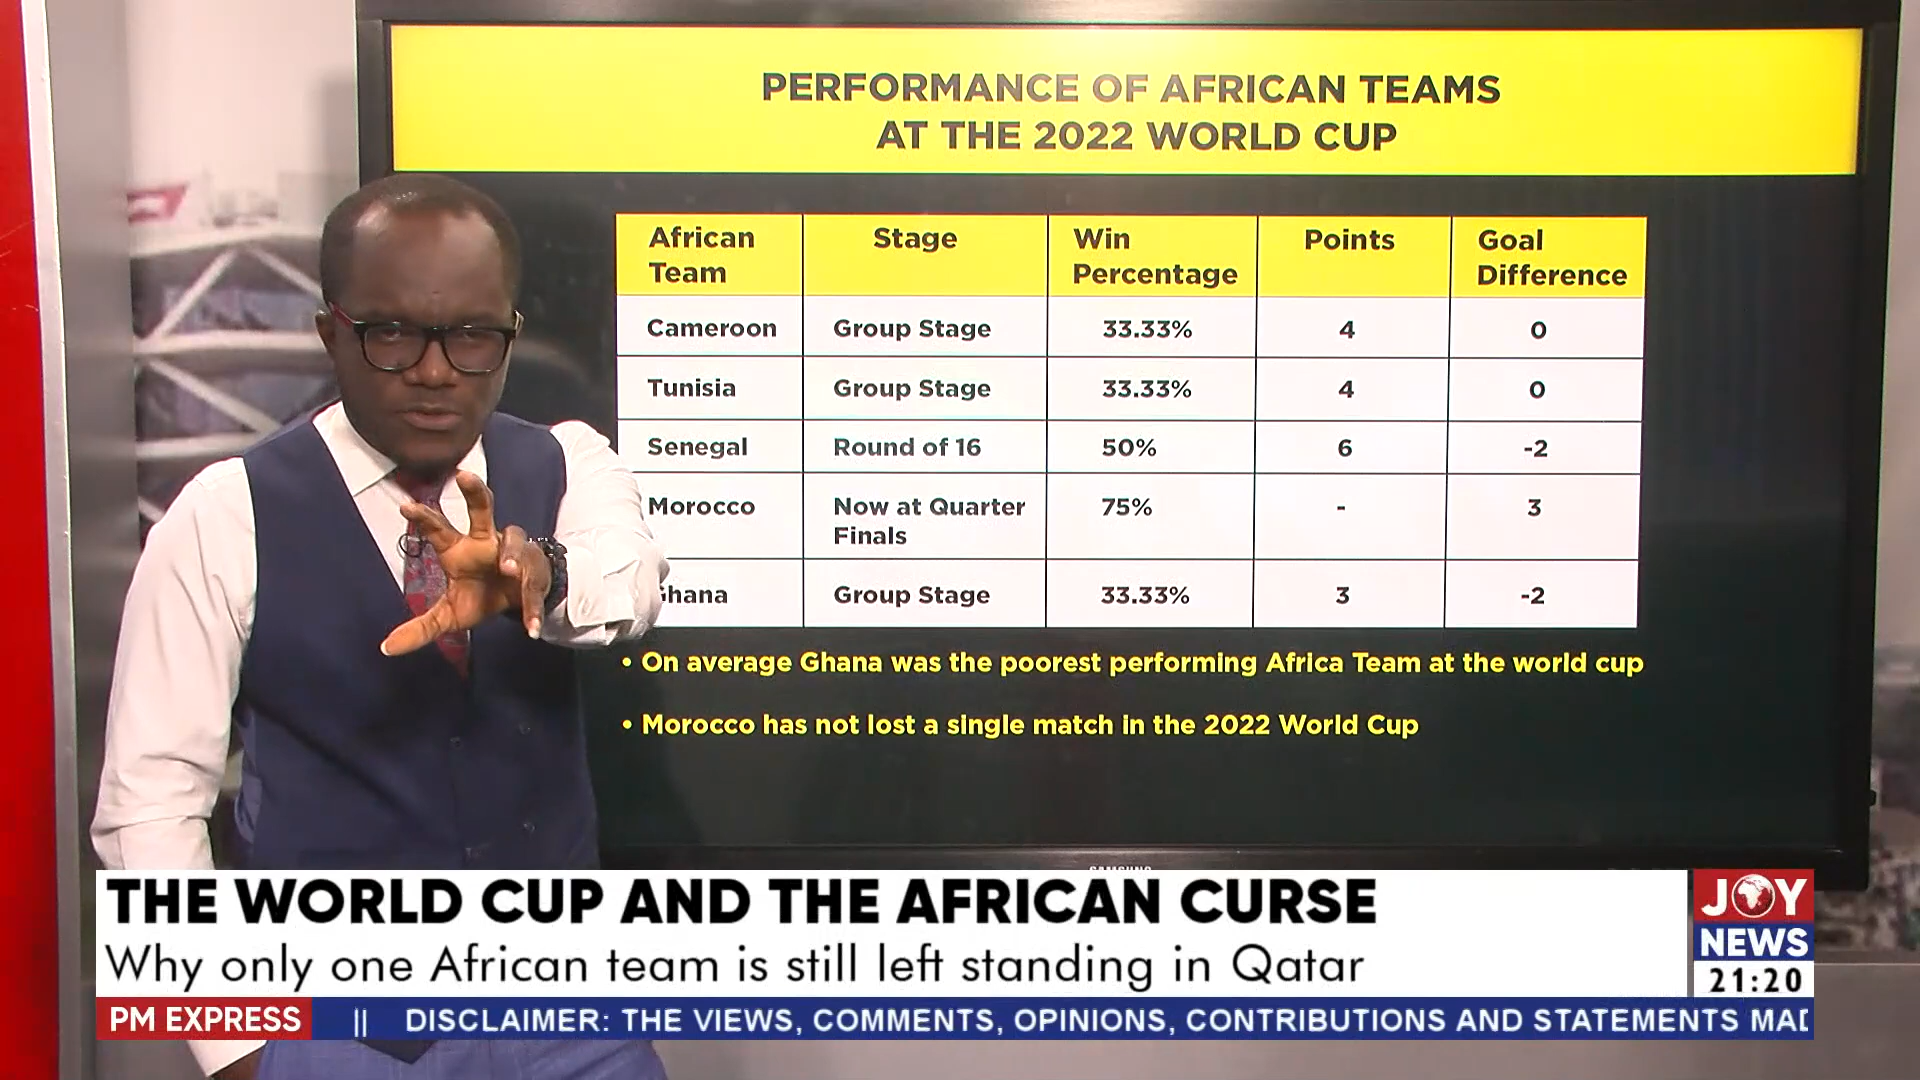 PERFORMANCE OF AFRICAN TEAMS
AT THE 2022 WORLD CUP
African Team Stage Win Percentage Points Goal Difference
Cameroon Group Stage 33.33% 4 0
Tunisia Group Stage 33.33% 4 0
Senegal Round of 16 50% 6 -2
Morocco Now at Quarter Finals 75% - 3
hana Group Stage 33.33% 3 -2
• On average Ghana was the poorest performing Africa Team at the world cup
• Morocco has not lost a single match in the 2022 World Cup
SAMSUNG
THE WORLD CUP AND THE AFRICAN CURSE
Why only one African team is still left standing in Qatar
JOY
NEWS
21:20
PM EXPRESS || DISCLAIMER: THE VIEWS, COMMENTS, OPINIONS, CONTRIBUTIONS AND STATEMENTS MAD